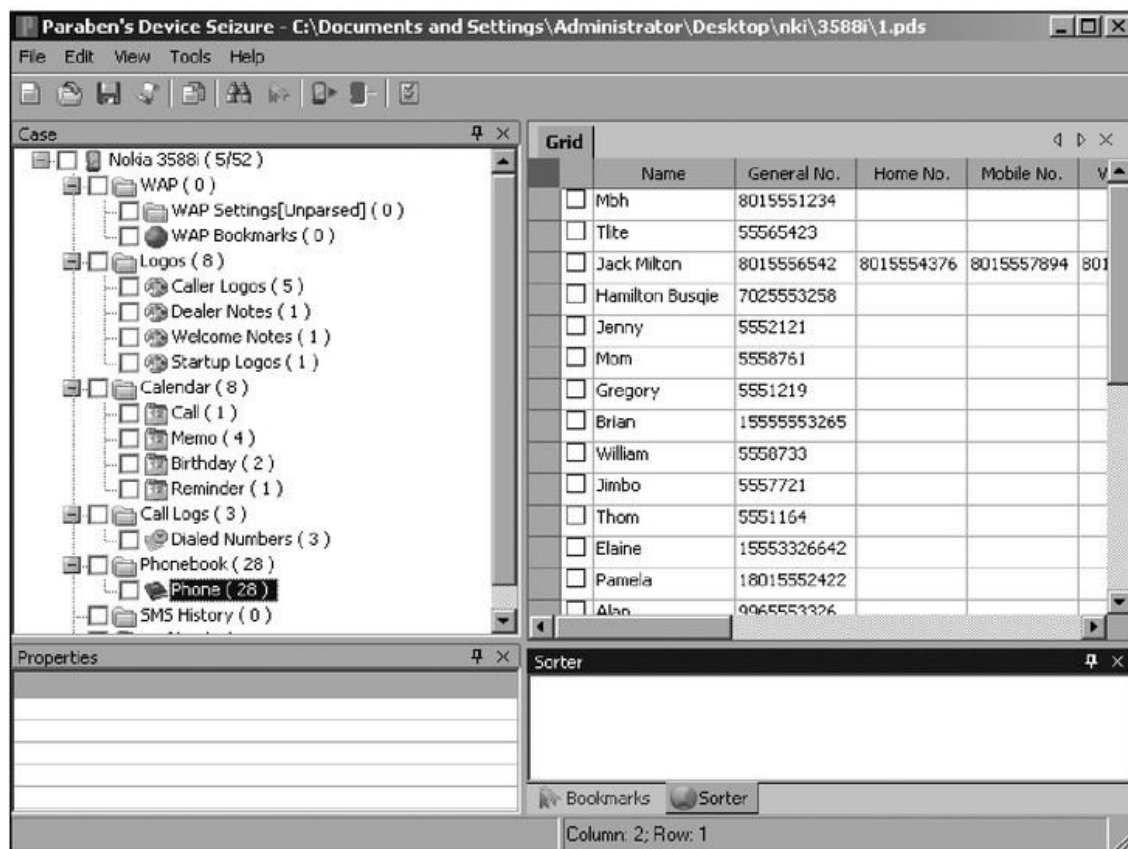 Paraben's Device Seizure - C:\Documents and Settings\Administrator\Desktop\nki\3588i\1.pds
File Edit View Tools Help
Case
Nokia 3588i ( 5/52 )
WAP ( 0 )
WAP Settings[Unparsed] ( 0 )
WAP Bookmarks ( 0 )
Logos ( 8 )
Caller Logos ( 5 )
Dealer Notes ( 1 )
Welcome Notes ( 1 )
Startup Logos ( 1 )
Calendar ( 8 )
Call ( 1 )
Memo ( 4 )
Birthday ( 2 )
Reminder ( 1 )
Call Logs ( 3 )
Dialed Numbers ( 3 )
Phonebook ( 28 )
Phone ( 28 )
SMS History ( 0 )
Grid
Name General No. Home No. Mobile No.
Mbh 8015551234
Tlite 55565423
Jack Milton 8015556542 8015554376 8015557894 801
Hamilton Busqie 7025553258
Jenny 5552121
Mom 5558761
Gregory 5551219
Brian 15555553265
William 5558733
Jimbo 5557721
Thom 5551164
Elaine 15553326642
Pamela 18015552422
Alan 9965553326
Properties
Sorter
Bookmarks Sorter
Column: 2; Row: 1